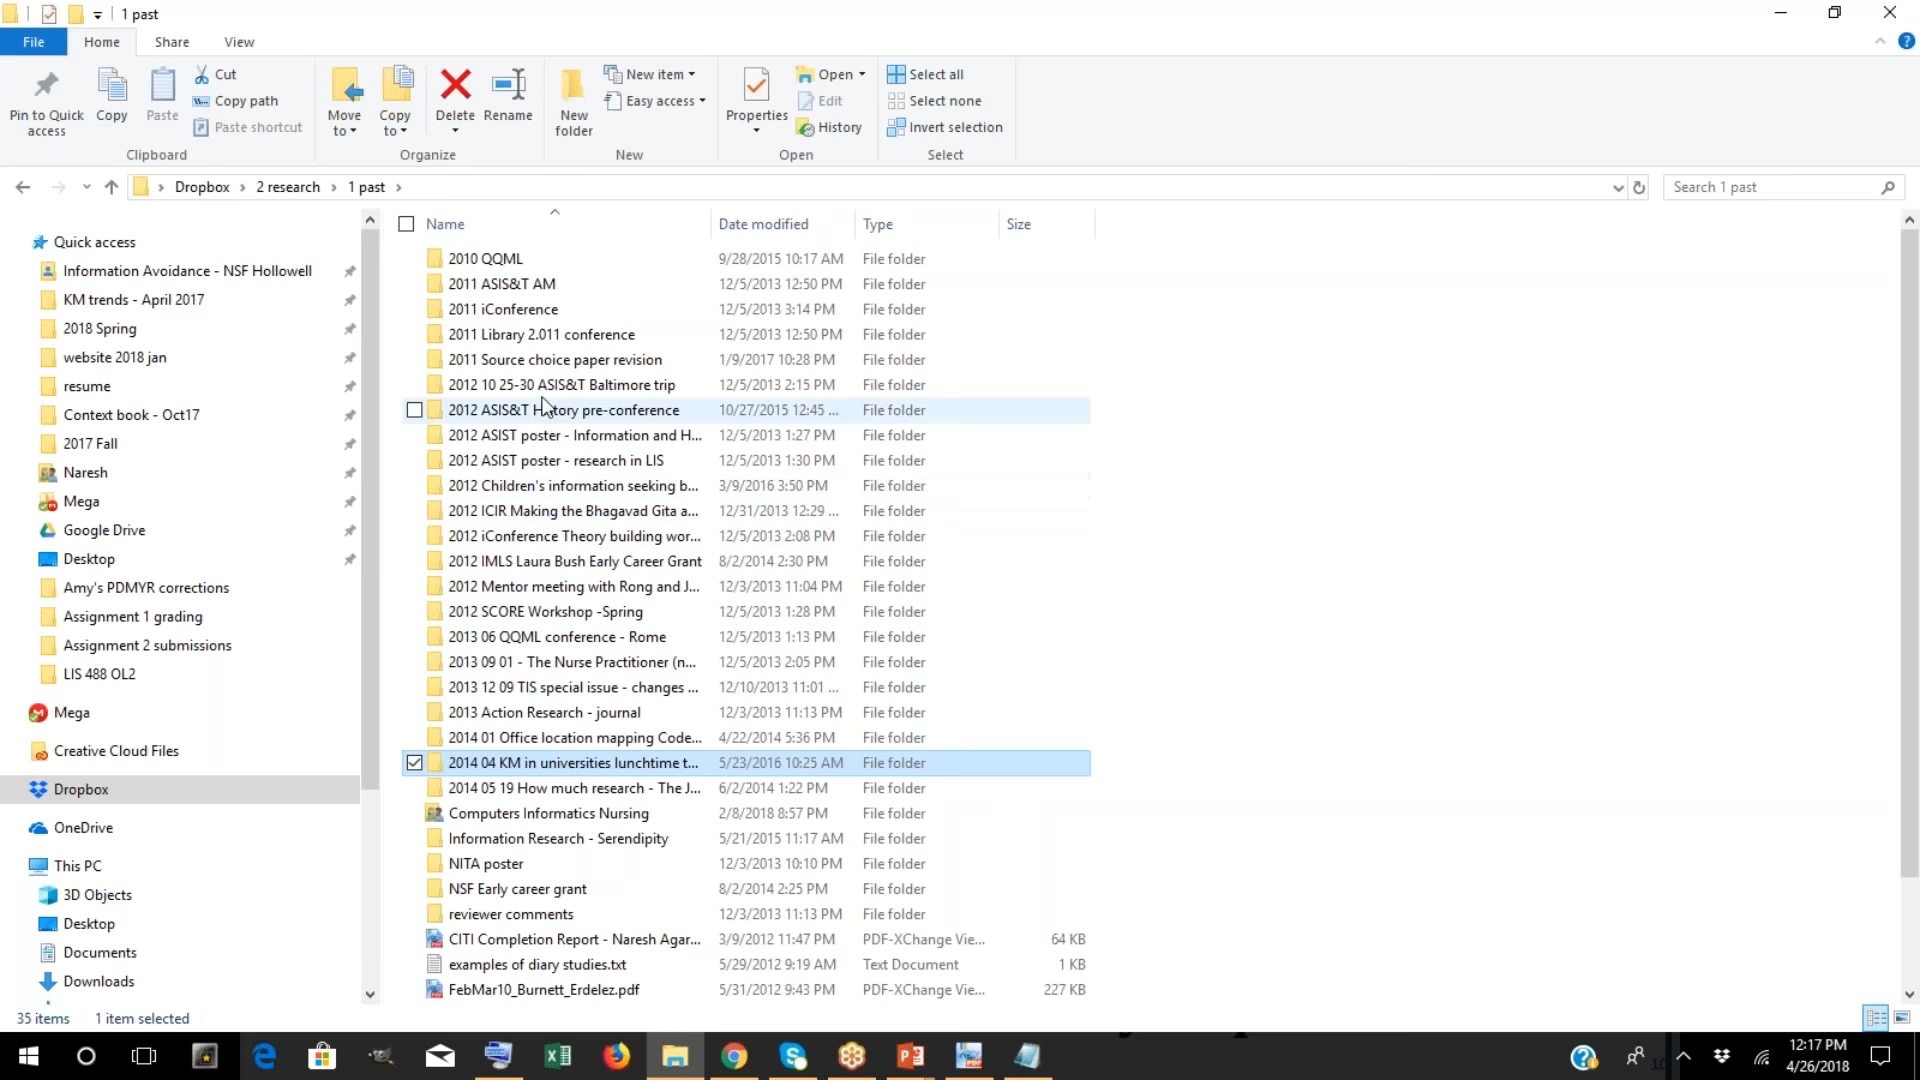 1 past
File
Home
Share
View
Pin to Quick access
Copy
Paste
Cut
Copy path
Paste shortcut
Clipboard
Move to
Copy to
Delete
Rename
Organize
New folder
New item
Easy access
New
Properties
Open
Edit
History
Open
Select all
Select none
Invert selection
Select
Dropbox › 2 research › 1 past ›
Search 1 past
Quick access
Information Avoidance - NSF Hollowell
KM trends - April 2017
2018 Spring
website 2018 jan
resume
Context book - Oct17
2017 Fall
Naresh
Mega
Google Drive
Desktop
Amy's PDMYR corrections
Assignment 1 grading
Assignment 2 submissions
LIS 488 OL2
Mega
Creative Cloud Files
Dropbox
OneDrive
This PC
3D Objects
Desktop
Documents
Downloads
Name Date modified Type Size
2010 QQML 9/28/2015 10:17 AM File folder
2011 ASIS&T AM 12/5/2013 12:50 PM File folder
2011 iConference 12/5/2013 3:14 PM File folder
2011 Library 2.011 conference 12/5/2013 12:50 PM File folder
2011 Source choice paper revision 1/9/2017 10:28 PM File folder
2012 10 25-30 ASIS&T Baltimore trip 12/5/2013 2:15 PM File folder
2012 ASIS&T History pre-conference 10/27/2015 12:45 ... File folder
2012 ASIST poster - Information and H... 12/5/2013 1:27 PM File folder
2012 ASIST poster - research in LIS 12/5/2013 1:30 PM File folder
2012 Children's information seeking b... 3/9/2016 3:50 PM File folder
2012 ICIR Making the Bhagavad Gita a... 12/31/2013 12:29 ... File folder
2012 iConference Theory building wor... 12/5/2013 2:08 PM File folder
2012 IMLS Laura Bush Early Career Grant 8/2/2014 2:30 PM File folder
2012 Mentor meeting with Rong and J... 12/3/2013 11:04 PM File folder
2012 SCORE Workshop -Spring 12/5/2013 1:28 PM File folder
2013 06 QQML conference - Rome 12/5/2013 1:13 PM File folder
2013 09 01 - The Nurse Practitioner (n... 12/5/2013 2:05 PM File folder
2013 12 09 TIS special issue - changes ... 12/10/2013 11:01 ... File folder
2013 Action Research - journal 12/3/2013 11:13 PM File folder
2014 01 Office location mapping Code... 4/22/2014 5:36 PM File folder
2014 04 KM in universities lunchtime t... 5/23/2016 10:25 AM File folder
2014 05 19 How much research - The J... 6/2/2014 1:22 PM File folder
Computers Informatics Nursing 2/8/2018 8:57 PM File folder
Information Research - Serendipity 5/21/2015 11:17 AM File folder
NITA poster 12/3/2013 10:10 PM File folder
NSF Early career grant 8/2/2014 2:25 PM File folder
reviewer comments 12/3/2013 11:13 PM File folder
CITI Completion Report - Naresh Agar... 3/9/2012 11:47 PM PDF-XChange Vie... 64 KB
examples of diary studies.txt 5/29/2012 9:19 AM Text Document 1 KB
FebMar10_Burnett_Erdelez.pdf 5/31/2012 9:43 PM PDF-XChange Vie... 227 KB
35 items 1 item selected
12:17 PM
4/26/2018